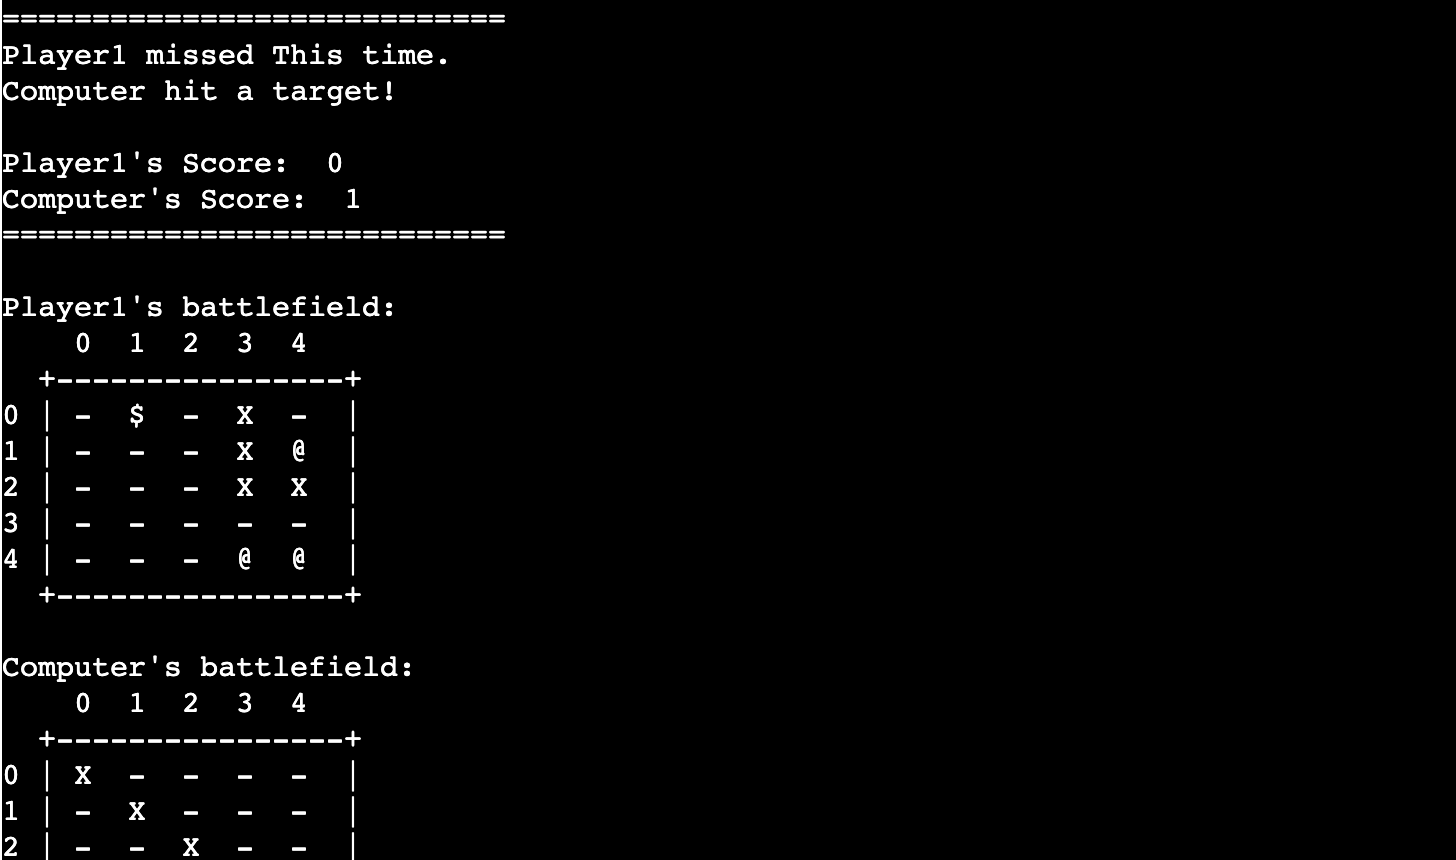 ============================
Player1 missed This time.
Computer hit a target!

Player1's Score:  0
Computer's Score:  1
============================

Player1's battlefield:
    0  1  2  3  4
  +----------------+
0 | -  $  -  X  -  |
1 | -  -  -  X  @  |
2 | -  -  -  X  X  |
3 | -  -  -  -  -  |
4 | -  -  -  @  @  |
  +----------------+

Computer's battlefield:
    0  1  2  3  4
  +----------------+
0 | X  -  -  -  -  |
1 | -  X  -  -  -  |
2 | -  -  X  -  -  |